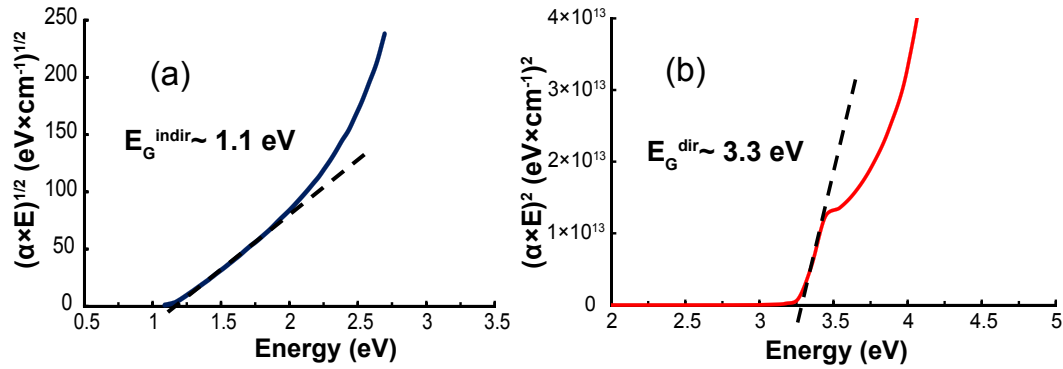 (a)
E_G^indir~ 1.1 eV
(α×E)^1/2 (eV×cm^-1)^1/2
250
200
150
100
50
0
0.5 1 1.5 2 2.5 3 3.5
Energy (eV)
(b)
E_G^dir~ 3.3 eV
(α×E)^2 (eV×cm^-1)^2
4×10^13
3×10^13
2×10^13
1×10^13
0×10^13
2 2.5 3 3.5 4 4.5 5
Energy (eV)